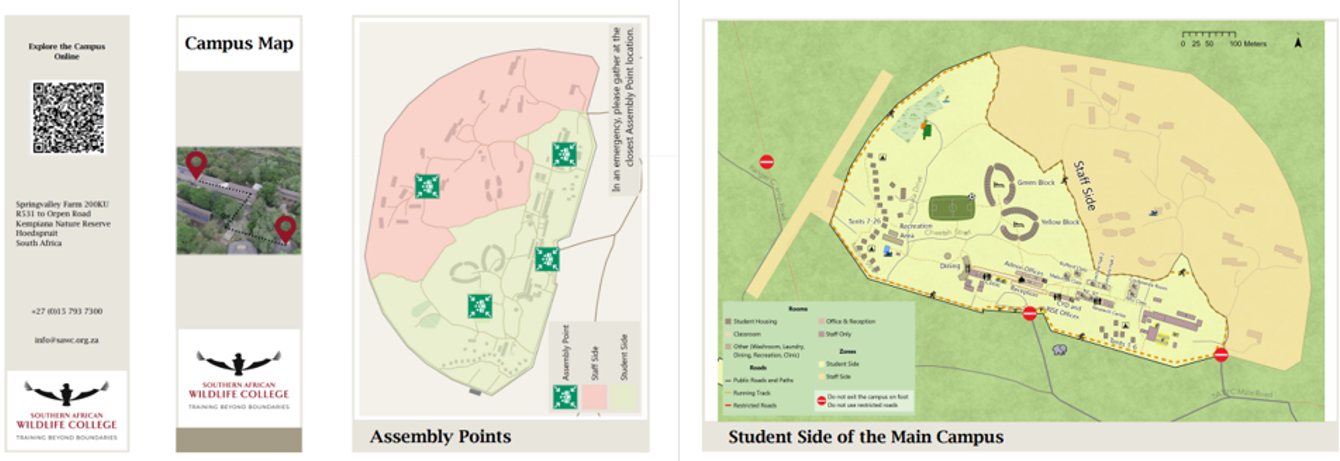 Explore the Campus
Online
Springvalley Farm 200KU
R531 to Orpen Road
Kempiana Nature Reserve
Hoedspruit
South Africa
+27 (0)15 793 7300
info@sawc.org.za
SOUTHERN AFRICAN
WILDLIFE COLLEGE
TRAINING BEYOND BOUNDARIES
Campus Map
SOUTHERN AFRICAN
WILDLIFE COLLEGE
TRAINING BEYOND BOUNDARIES
In an emergency, please gather at the
closest Assembly Point location.
Assembly Point
Staff Side
Student Side
Assembly Points
0 25 50 100 Meters
Staff Side
Green Block
Yellow Block
Tents 7-26
Recreation
Area
Cheetah Street
Dining
Clinic
Admin Offices
Reception
CYD and
RISE Offices
Rooms
Student Housing
Classroom
Other (Washroom, Laundry,
Dining, Recreation, Clinic)
Office & Reception
Staff Only
Zones
Student Side
Staff Side
Roads
Public Roads and Paths
Running Track
Restricted Roads
Do not exit the campus on foot
Do not use restricted roads
Student Side of the Main Campus